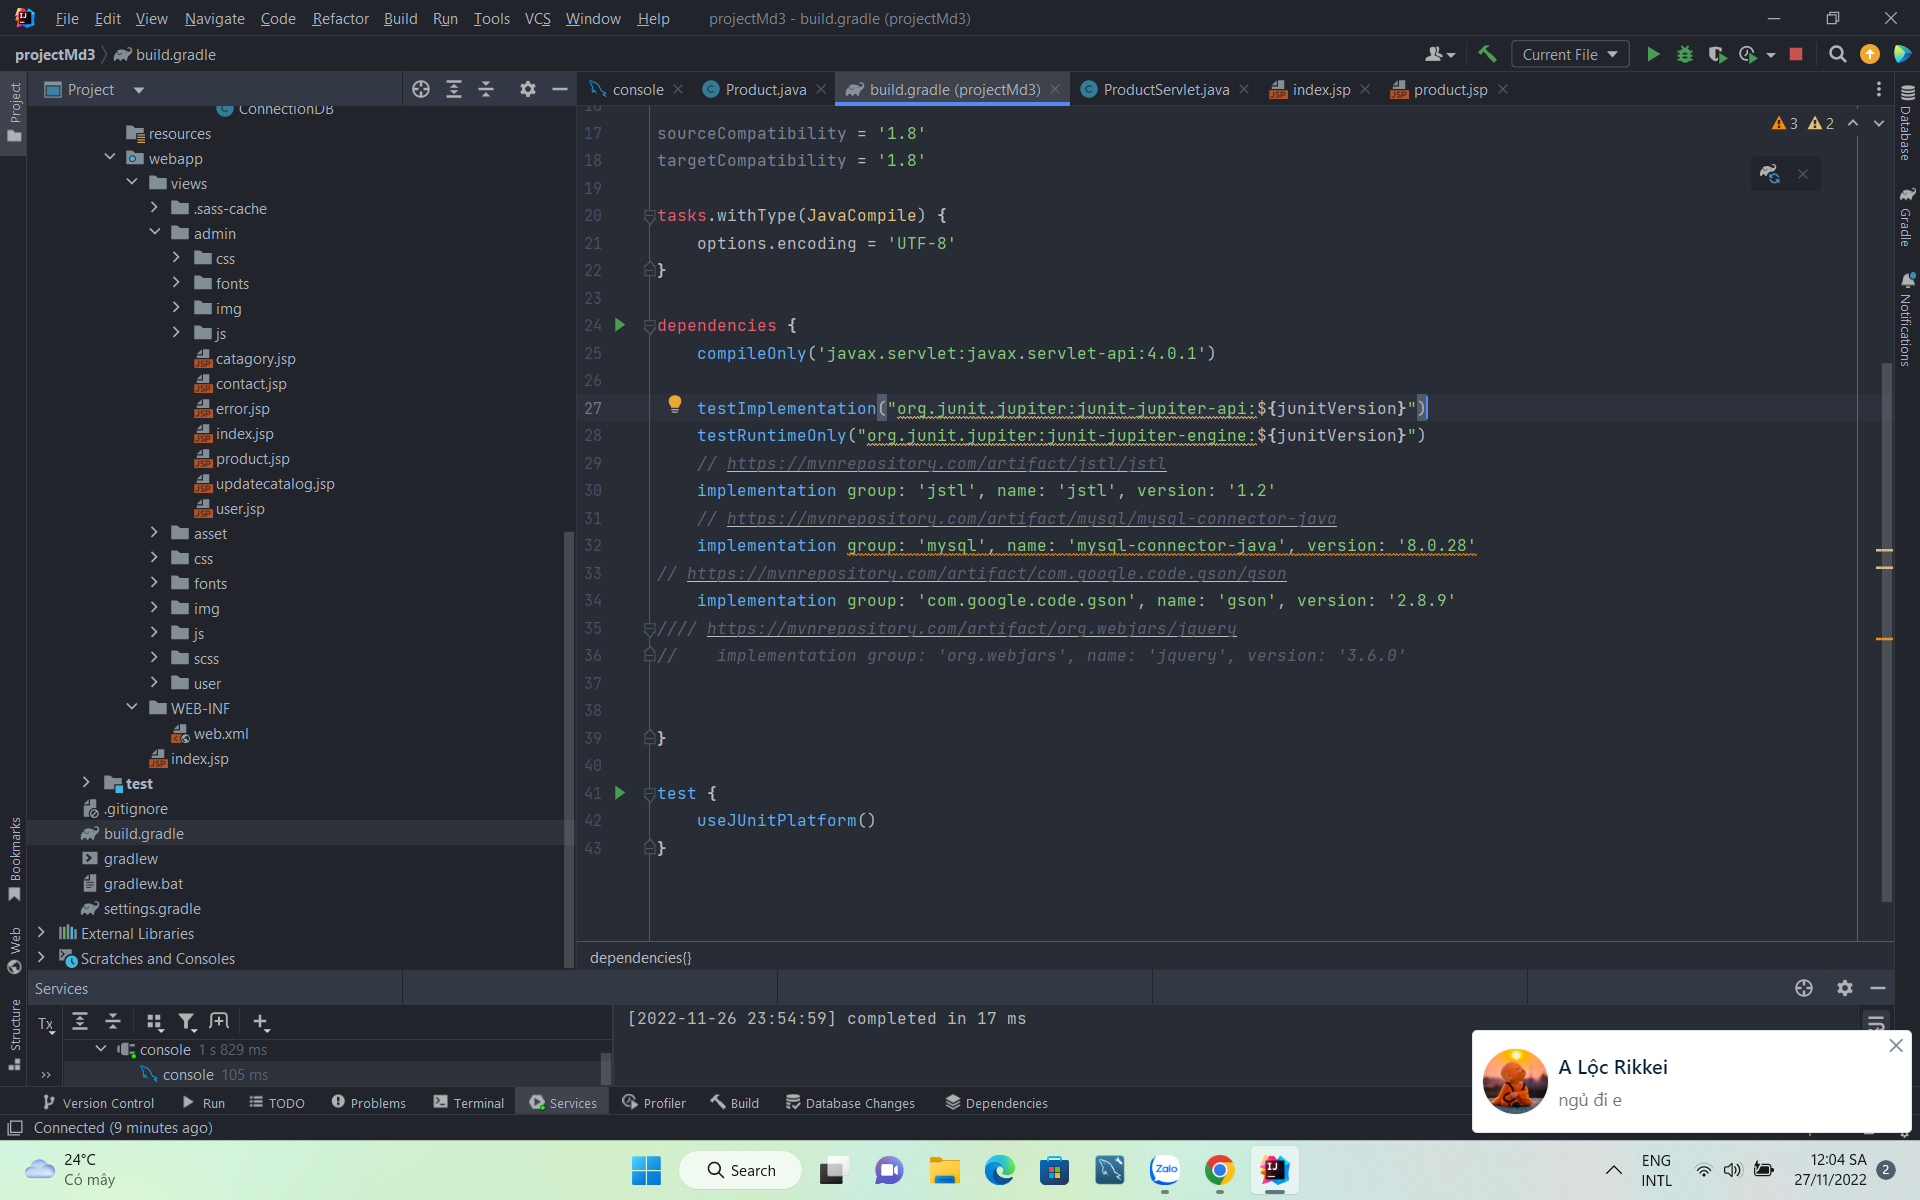 File Edit View Navigate Code Refactor Build Run Tools VCS Window Help projectMd3 - build.gradle (projectMd3)
projectMd3 build.gradle
Current File
Project
console
Product.java
build.gradle (projectMd3)
ProductServlet.java
index.jsp
product.jsp
Project
Bookmarks
Web
Structure
ConnectionDB
resources
webapp
views
.sass-cache
admin
css
fonts
img
js
catagory.jsp
contact.jsp
error.jsp
index.jsp
product.jsp
updatecatalog.jsp
user.jsp
asset
css
fonts
img
js
scss
user
WEB-INF
web.xml
index.jsp
test
.gitignore
build.gradle
gradlew
gradlew.bat
settings.gradle
External Libraries
Scratches and Consoles
3 2
16
17 sourceCompatibility = '1.8'
18 targetCompatibility = '1.8'
19
20 tasks.withType(JavaCompile) {
21 options.encoding = 'UTF-8'
22 }
23
24 dependencies {
25 compileOnly('javax.servlet:javax.servlet-api:4.0.1')
26
27 testImplementation("org.junit.jupiter:junit-jupiter-api:${junitVersion}")
28 testRuntimeOnly("org.junit.jupiter:junit-jupiter-engine:${junitVersion}")
29 // https://mvnrepository.com/artifact/jstl/jstl
30 implementation group: 'jstl', name: 'jstl', version: '1.2'
31 // https://mvnrepository.com/artifact/mysql/mysql-connector-java
32 implementation group: 'mysql', name: 'mysql-connector-java', version: '8.0.28'
33 // https://mvnrepository.com/artifact/com.google.code.gson/gson
34 implementation group: 'com.google.code.gson', name: 'gson', version: '2.8.9'
35 //// https://mvnrepository.com/artifact/org.webjars/jquery
36 // implementation group: 'org.webjars', name: 'jquery', version: '3.6.0'
37
38
39 }
40
41 test {
42 useJUnitPlatform()
43 }
dependencies{}
Database
Gradle
Notifications
Services
Tx
console 1 s 829 ms
console 105 ms
[2022-11-26 23:54:59] completed in 17 ms
A Lộc Rikkei
ngủ đi e
Version Control Run TODO Problems Terminal Services Profiler Build Database Changes Dependencies
Connected (9 minutes ago)
24°C
Có mây
Search
Zalo
ENG
INTL
12:04 SA
27/11/2022
2